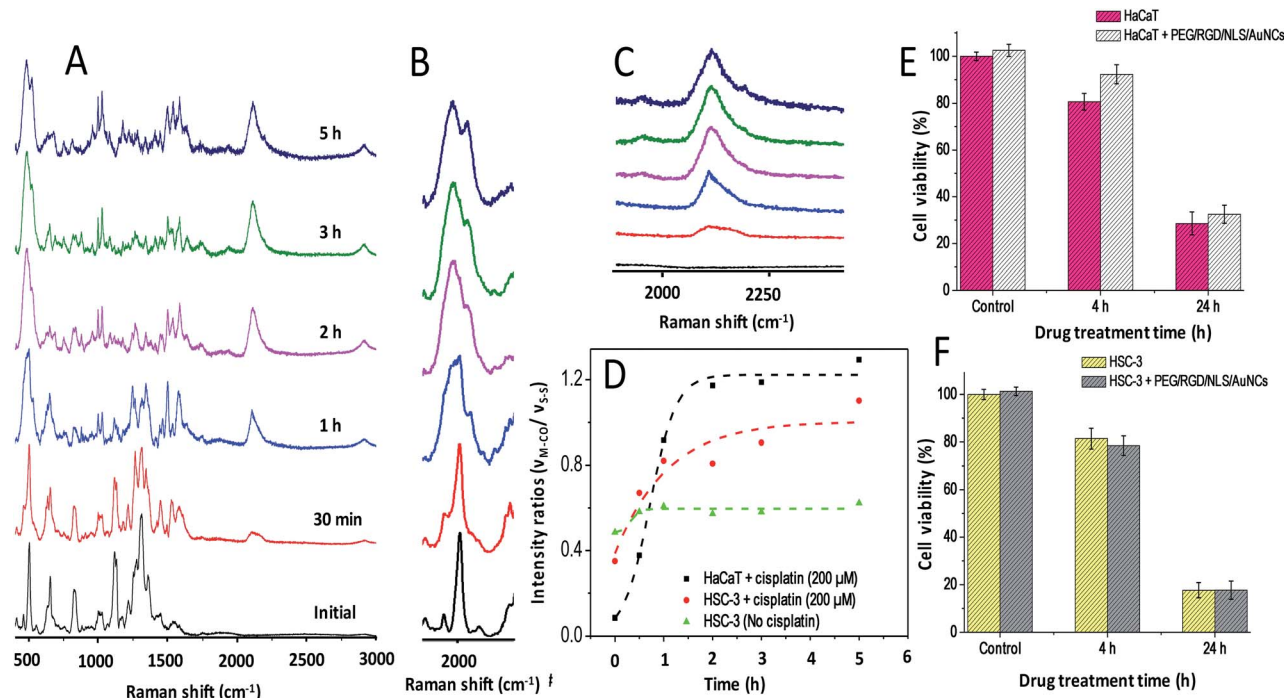 A
5 h
3 h
2 h
1 h
30 min
Initial
500 1000 1500 2000 2500 3000
Raman shift (cm-1)
B
2000
Raman shift (cm-1)
C
2000 2250
Raman shift (cm-1)
D
Intensity ratios (νM-CO/ νS-S)
1.2
0.8
0.4
0.0
HaCaT + cisplatin (200 µM)
HSC-3 + cisplatin (200 µM)
HSC-3 (No cisplatin)
0 1 2 3 4 5 6
Time (h)
E
HaCaT
HaCaT + PEG/RGD/NLS/AuNCs
Cell viability (%)
100
80
60
40
20
0
Control 4 h 24 h
Drug treatment time (h)
F
HSC-3
HSC-3 + PEG/RGD/NLS/AuNCs
Cell viability (%)
100
80
60
40
20
0
Control 4 h 24 h
Drug treatment time (h)